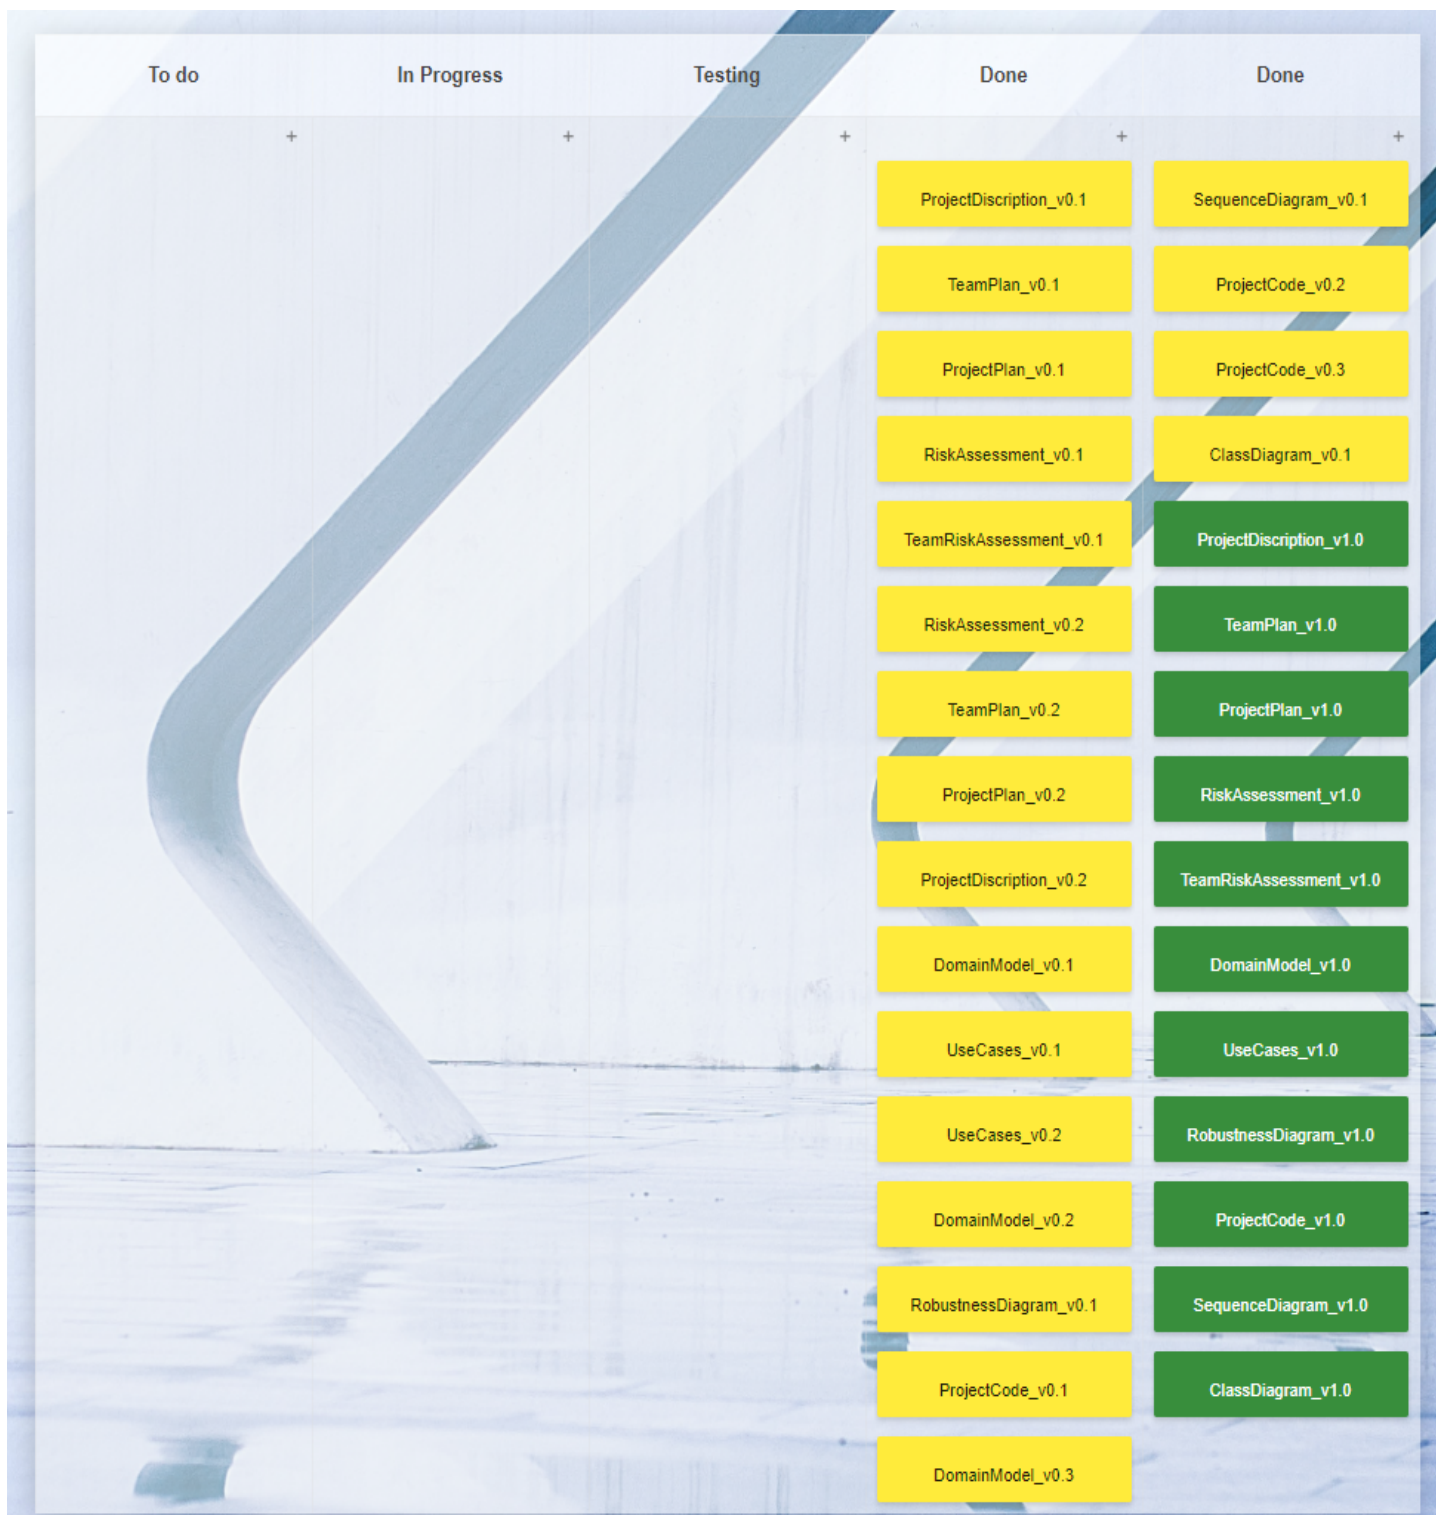 To do
In Progress
Testing
Done
Done
+
+
+
+
+
ProjectDiscription_v0.1
TeamPlan_v0.1
ProjectPlan_v0.1
RiskAssessment_v0.1
TeamRiskAssessment_v0.1
RiskAssessment_v0.2
TeamPlan_v0.2
ProjectPlan_v0.2
ProjectDiscription_v0.2
DomainModel_v0.1
UseCases_v0.1
UseCases_v0.2
DomainModel_v0.2
RobustnessDiagram_v0.1
ProjectCode_v0.1
DomainModel_v0.3
SequenceDiagram_v0.1
ProjectCode_v0.2
ProjectCode_v0.3
ClassDiagram_v0.1
ProjectDiscription_v1.0
TeamPlan_v1.0
ProjectPlan_v1.0
RiskAssessment_v1.0
TeamRiskAssessment_v1.0
DomainModel_v1.0
UseCases_v1.0
RobustnessDiagram_v1.0
ProjectCode_v1.0
SequenceDiagram_v1.0
ClassDiagram_v1.0